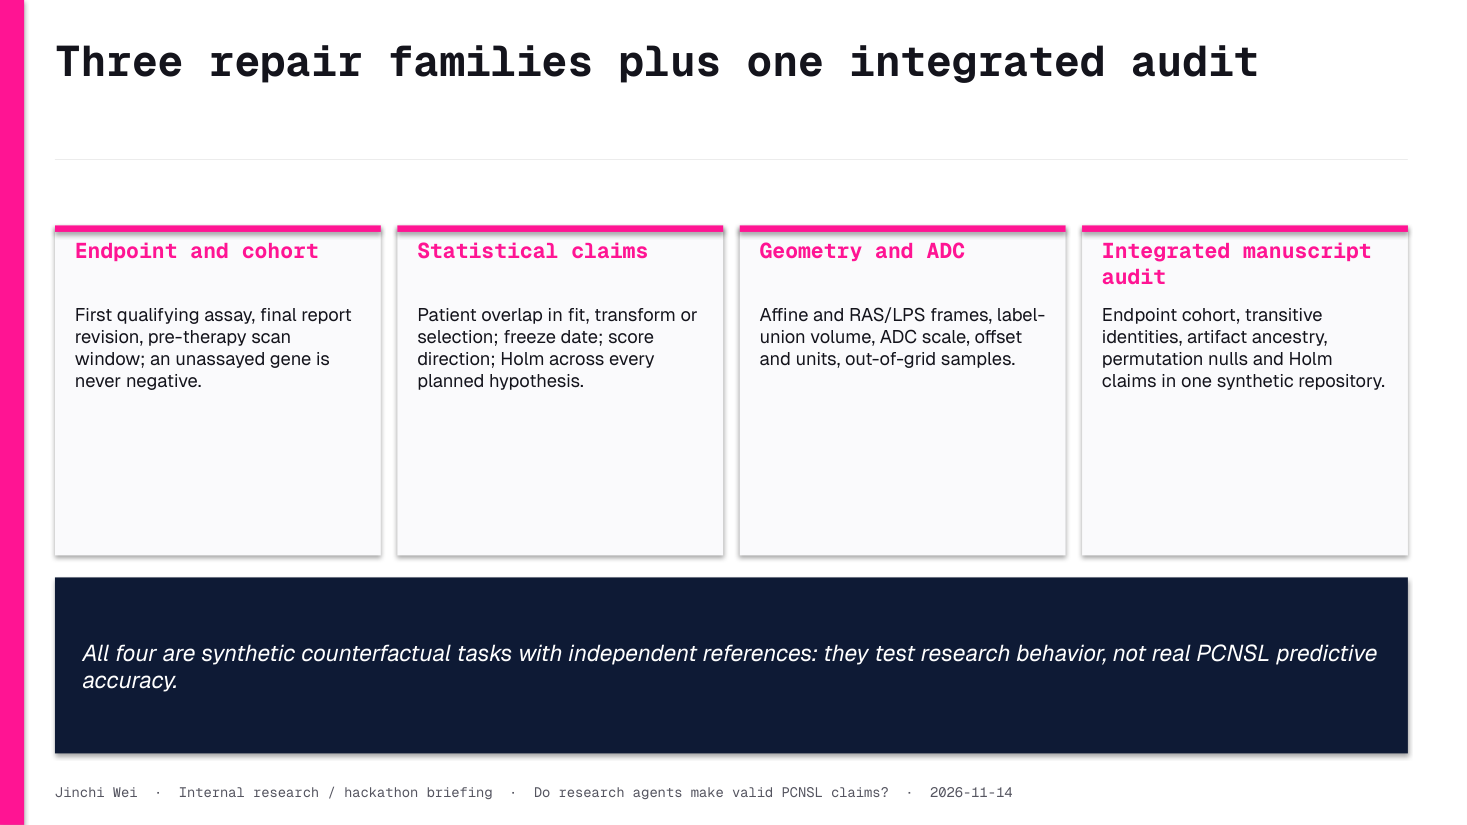 Three repair families plus one integrated audit
Endpoint and cohort
First qualifying assay, final report
revision, pre-therapy scan
window; an unassayed gene is
never negative.
Statistical claims
Patient overlap in fit, transform or
selection; freeze date; score
direction; Holm across every
planned hypothesis.
Geometry and ADC
Affine and RAS/LPS frames, label-
union volume, ADC scale, offset
and units, out-of-grid samples.
Integrated manuscript
audit
Endpoint cohort, transitive
identities, artifact ancestry,
permutation nulls and Holm
claims in one synthetic repository.
All four are synthetic counterfactual tasks with independent references: they test research behavior, not real PCNSL predictive
accuracy.
Jinchi Wei · Internal research / hackathon briefing · Do research agents make valid PCNSL claims? · 2026-11-14